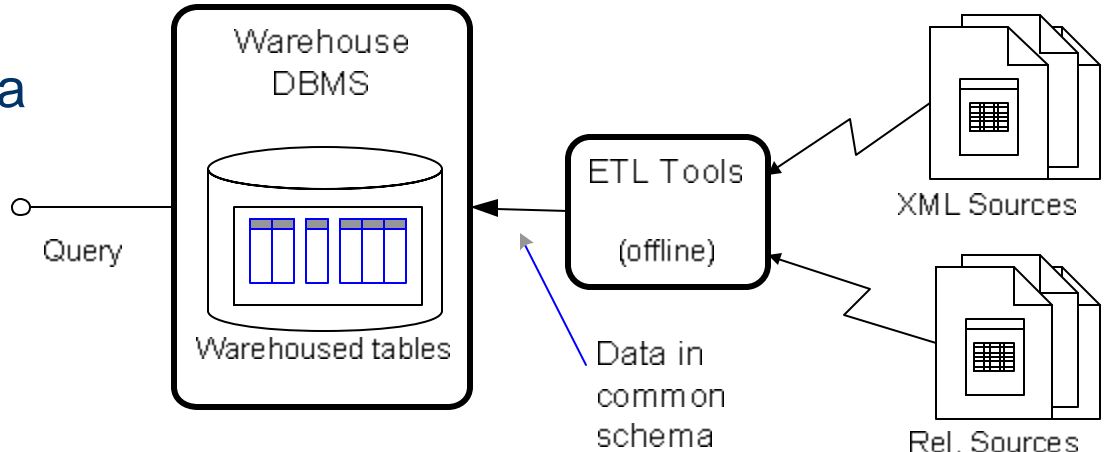 a
Warehouse
DBMS
Query
Warehoused tables
ETL Tools
(offline)
Data in
common
schema
XML Sources
Rel. Sources